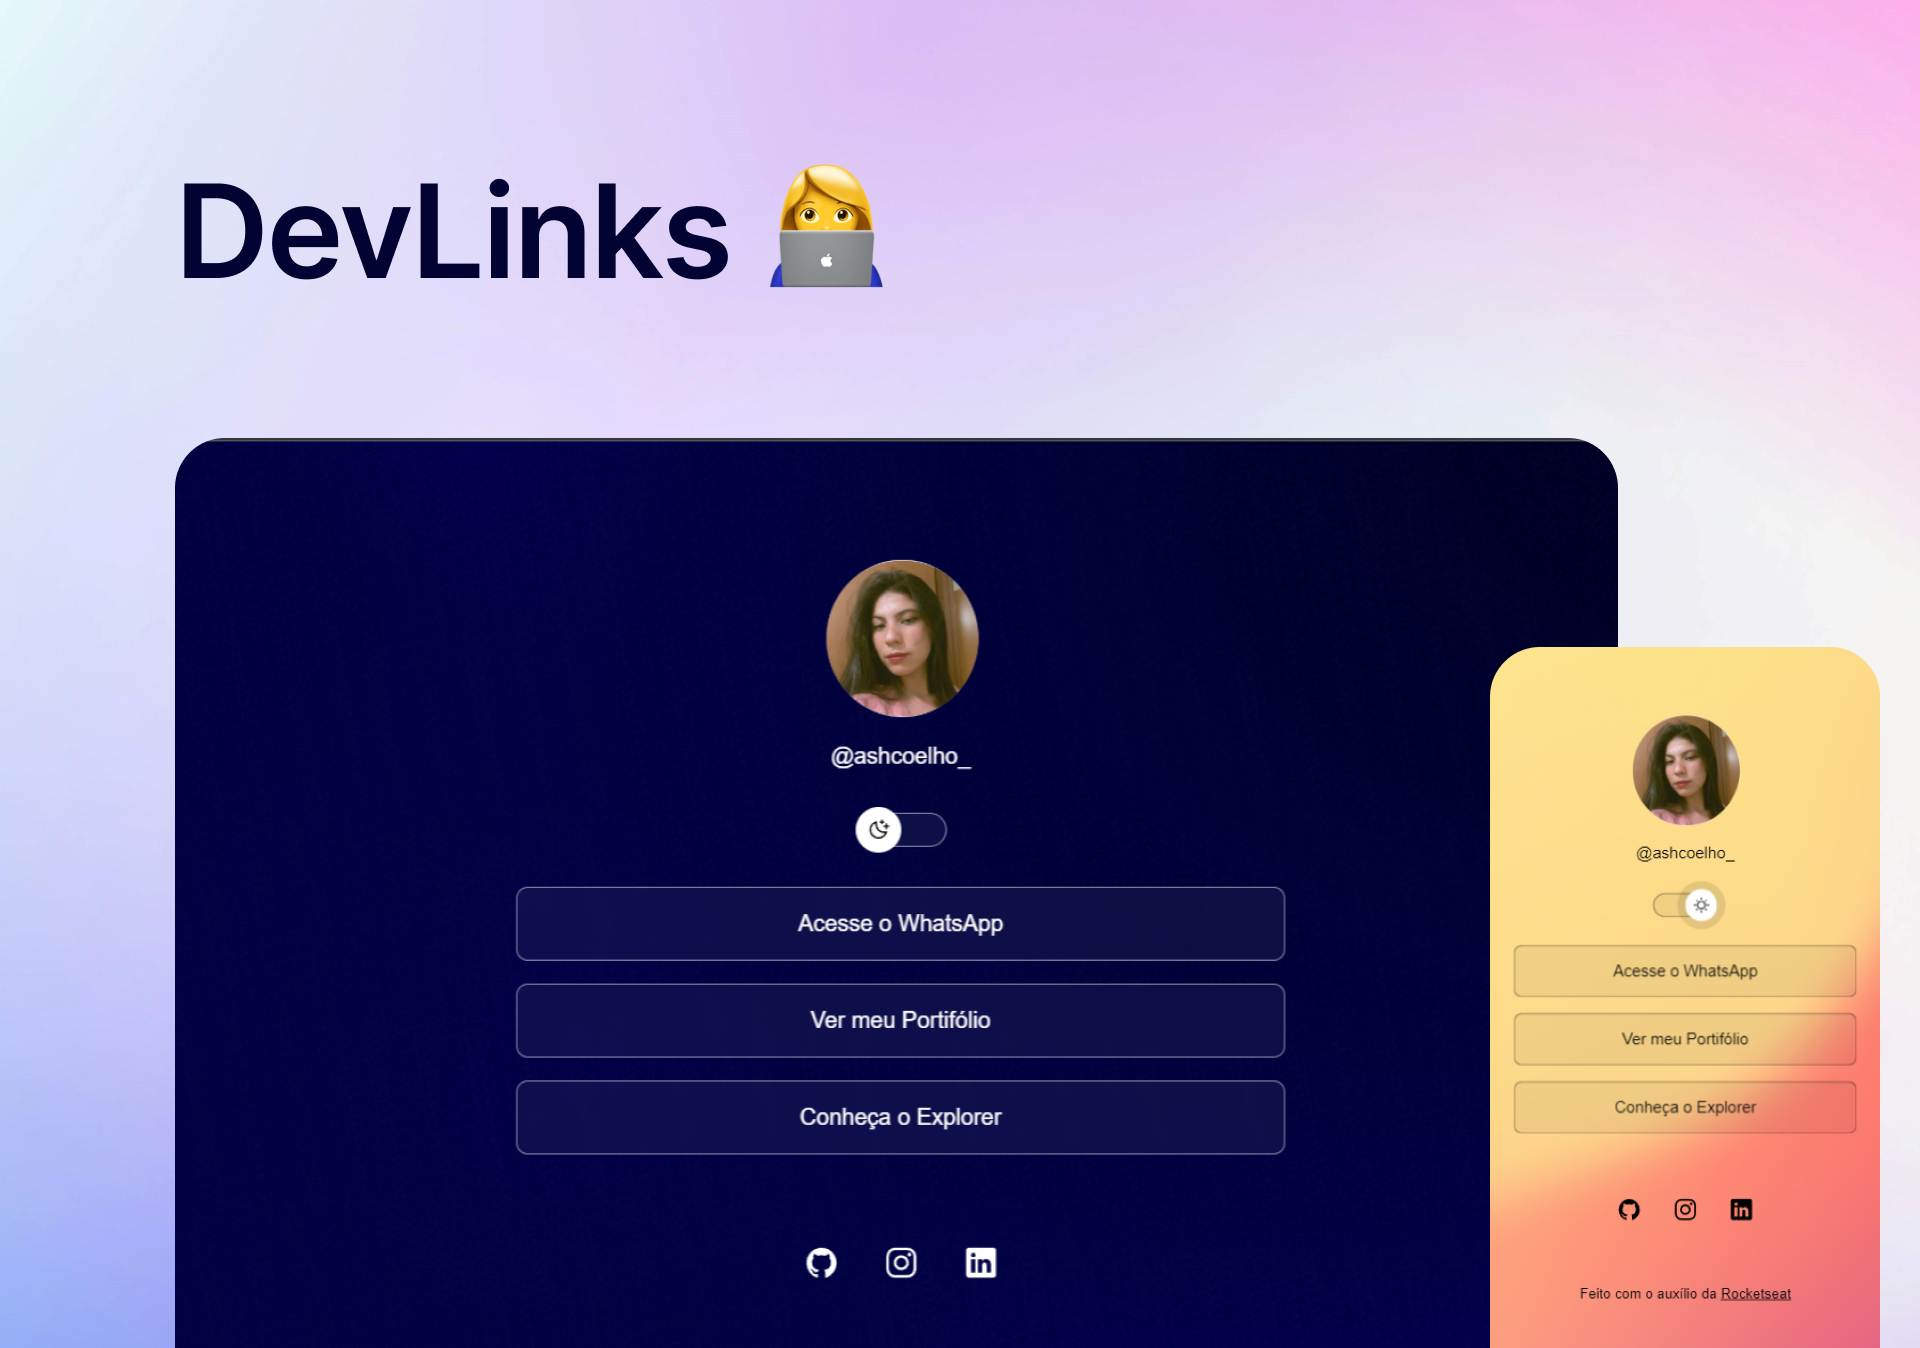 DevLinks
@ashcoelho_
Acesse o WhatsApp
Ver meu Portifólio
Conheça o Explorer
@ashcoelho_
Acesse o WhatsApp
Ver meu Portifólio
Conheça o Explorer
Feito com o auxílio da Rocketseat